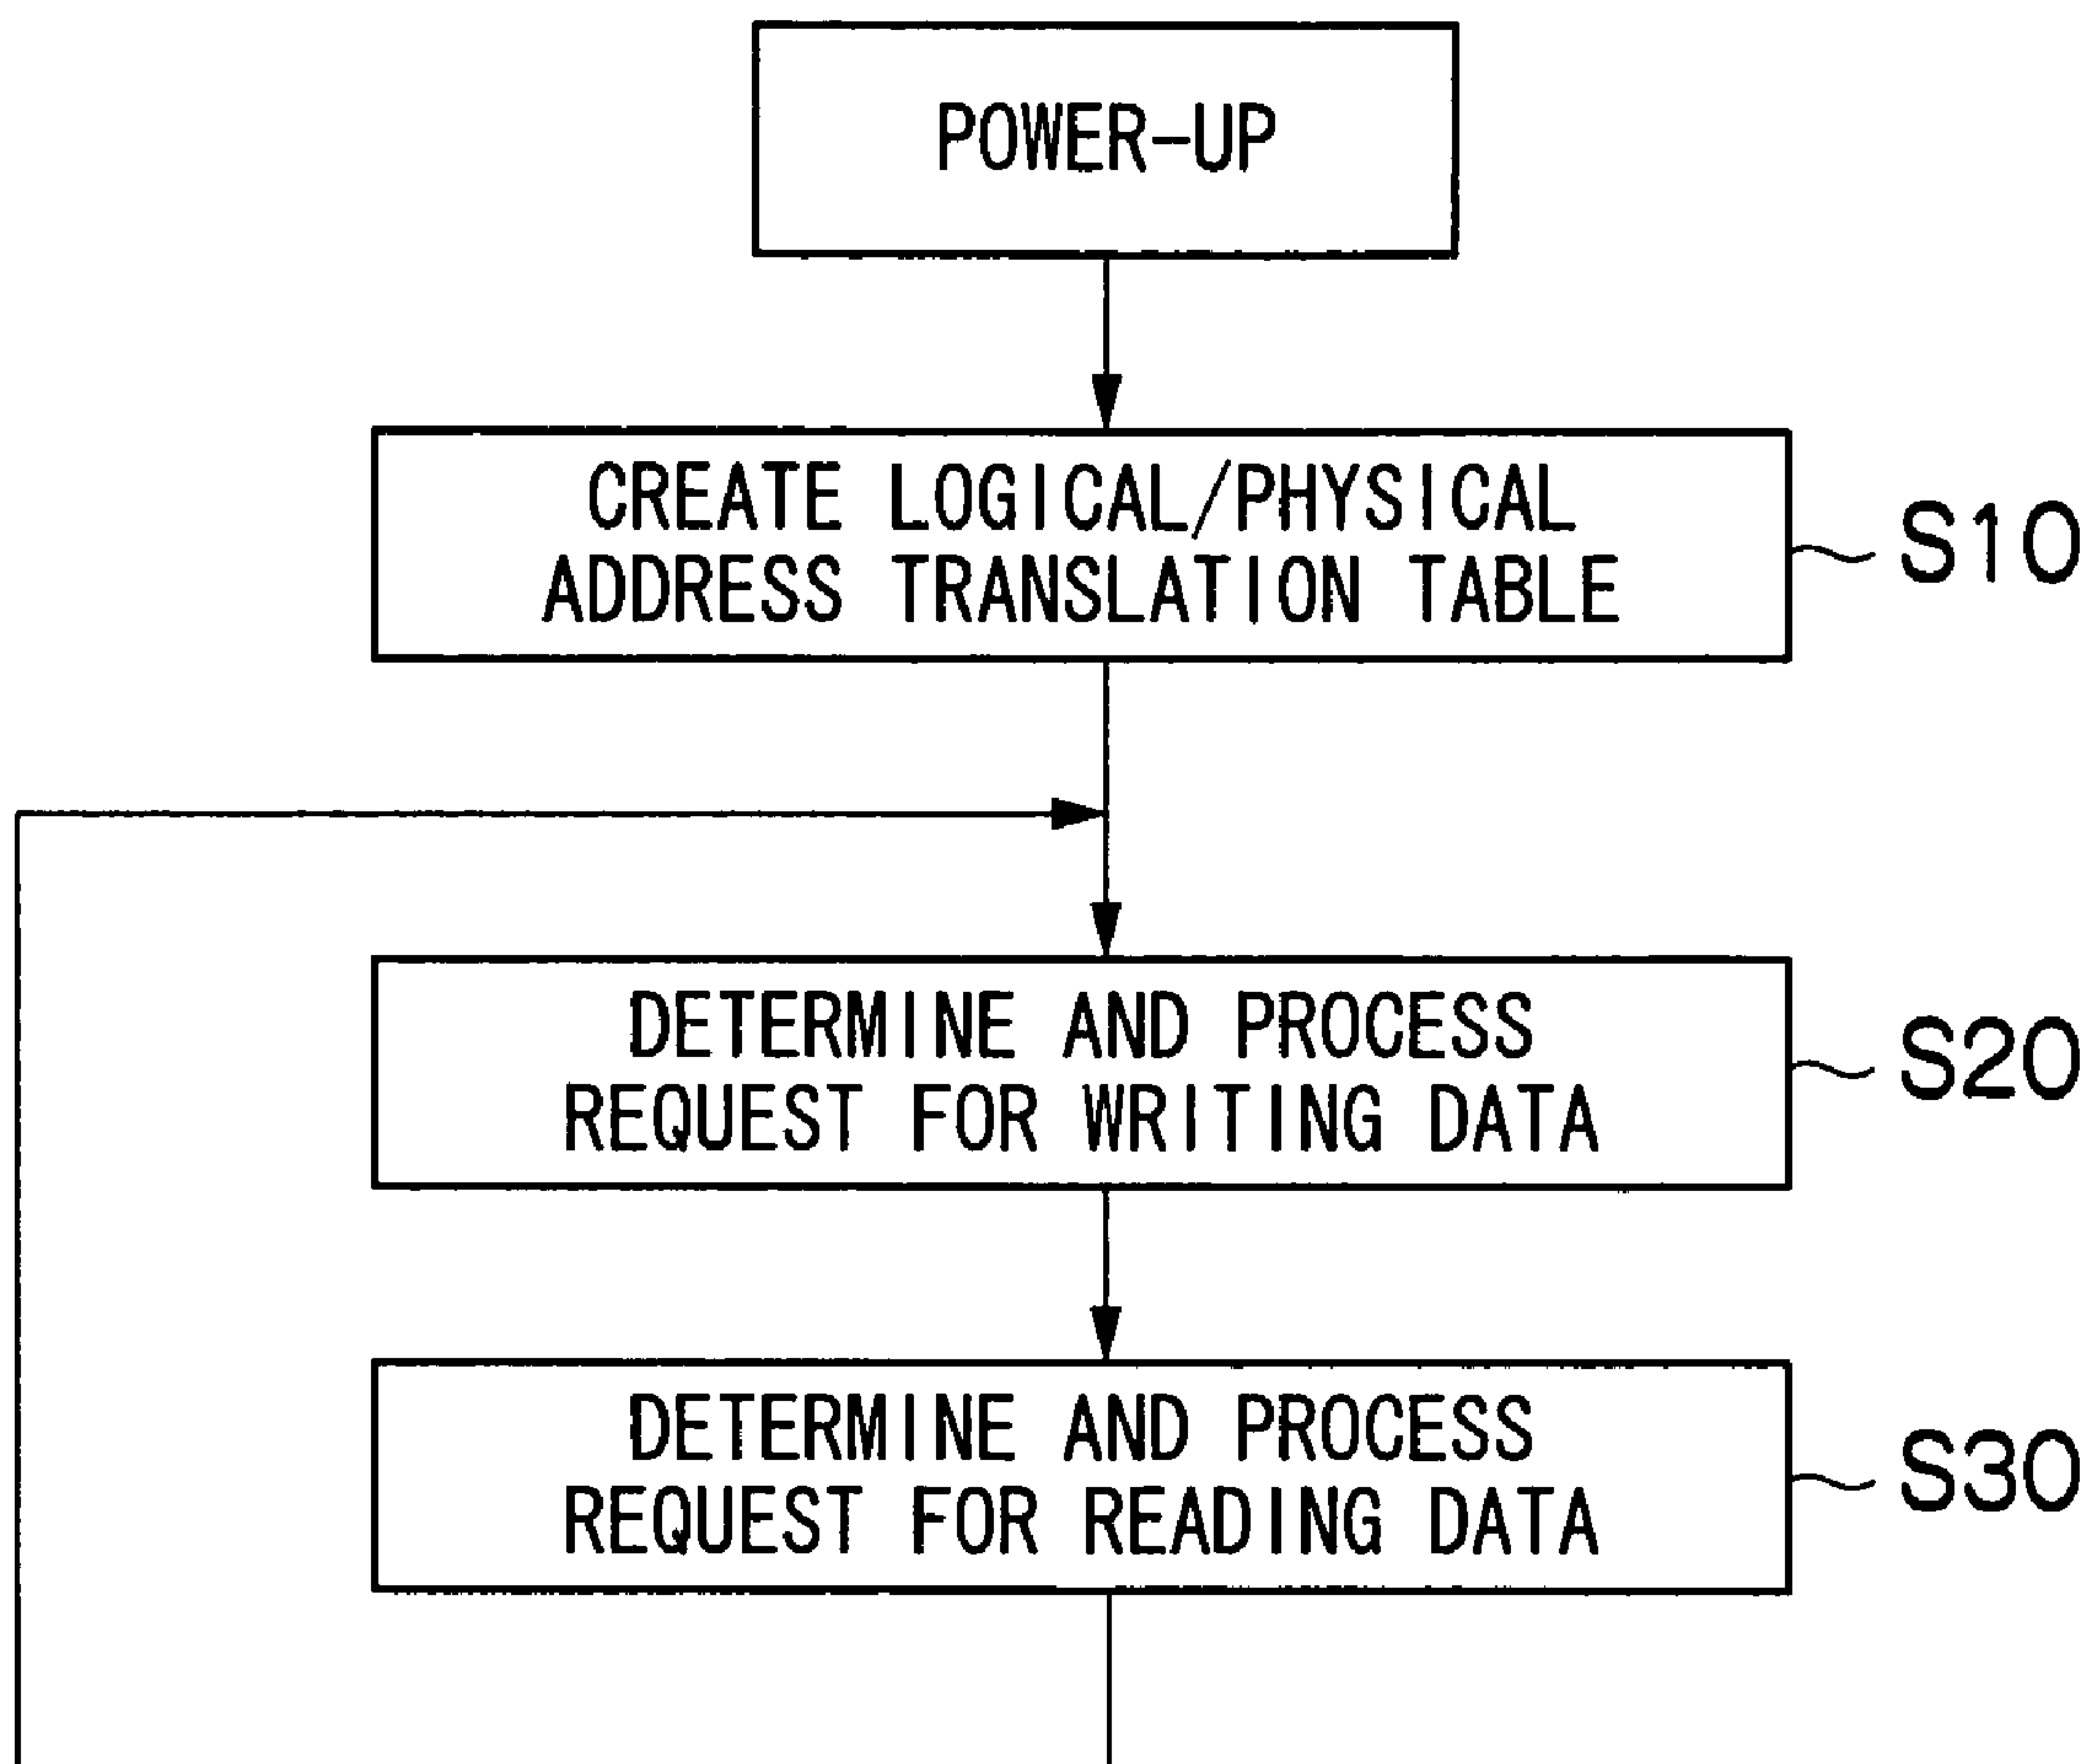 POWER-UP
CREATE LOGICAL/PHYSICAL
ADDRESS TRANSLATION TABLE
S10
DETERMINE AND PROCESS
REQUEST FOR WRITING DATA
S20
DETERMINE AND PROCESS
REQUEST FOR READING DATA
S30